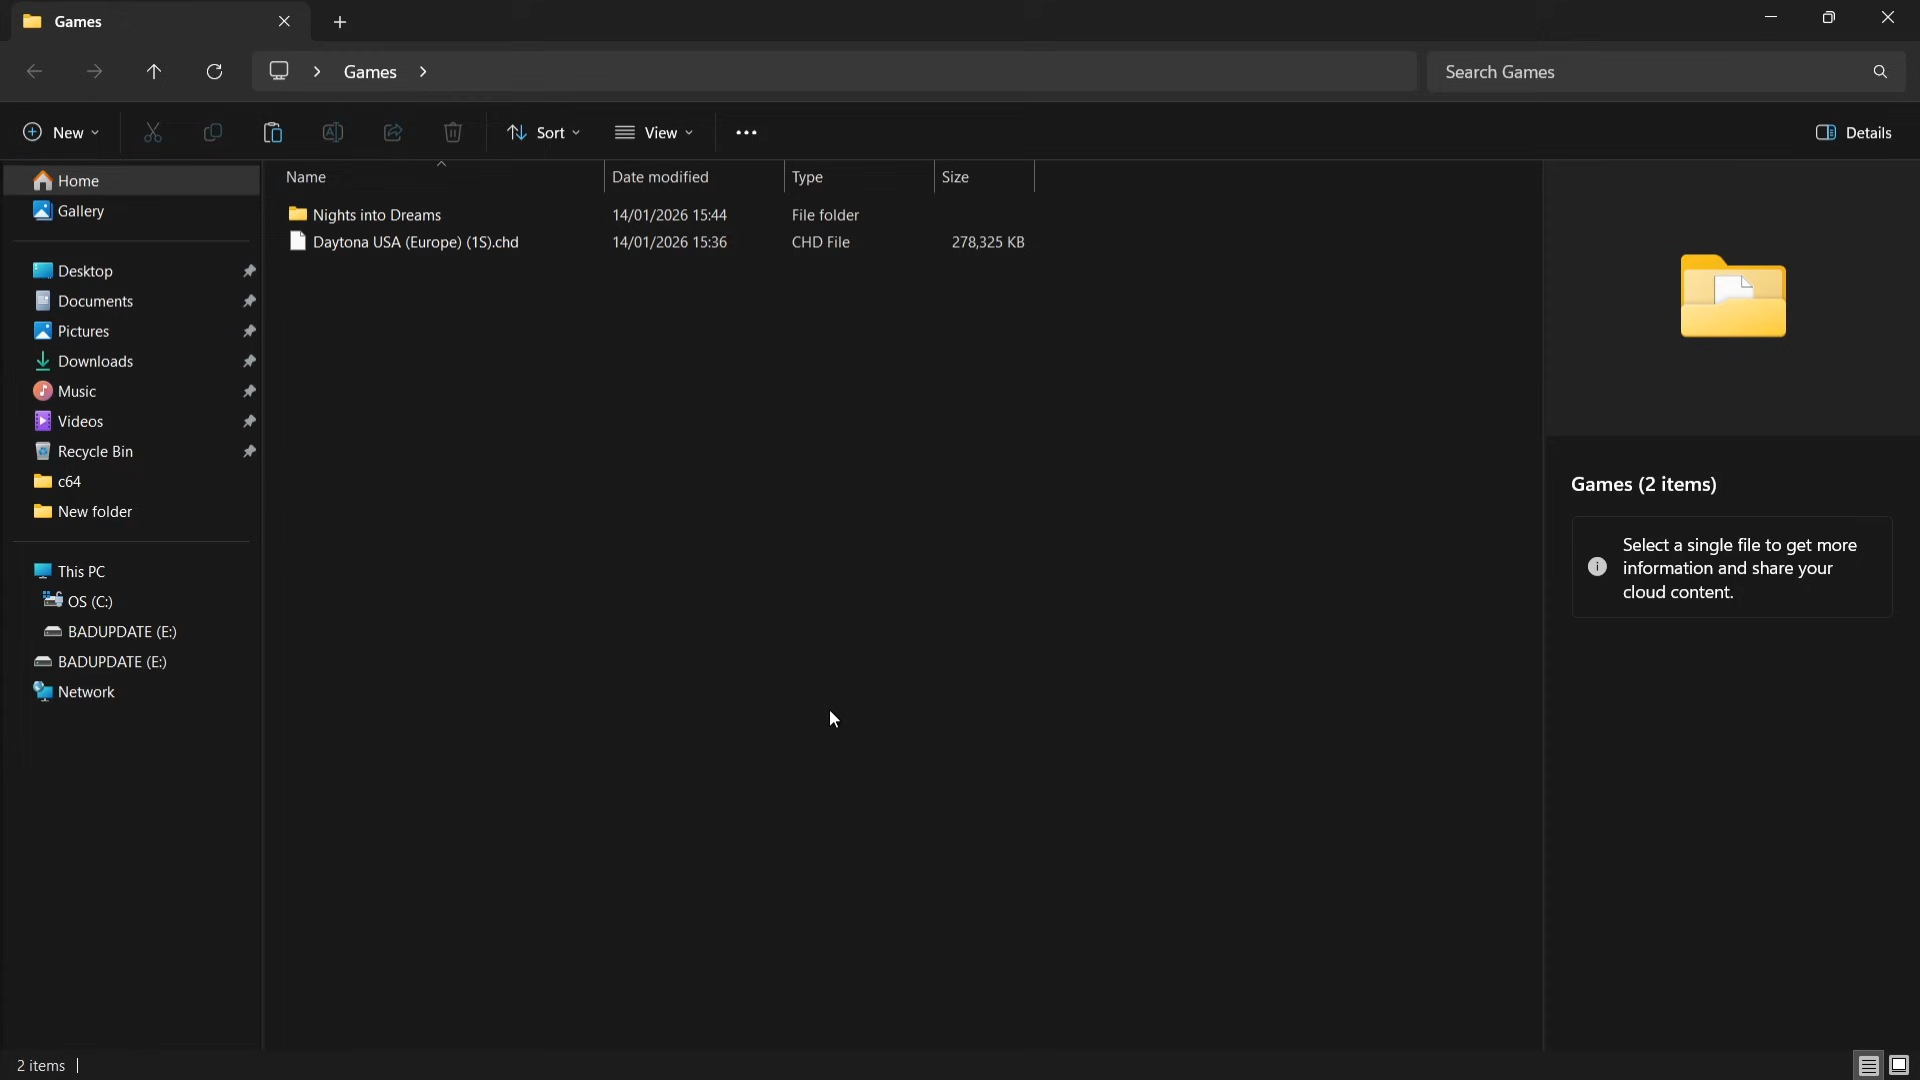 Games
Games
Search Games
New
Sort
View
Details
Home
Gallery
Desktop
Documents
Pictures
Downloads
Music
Videos
Recycle Bin
c64
New folder
This PC
OS (C:)
BADUPDATE (E:)
BADUPDATE (E:)
Network
Name Date modified Type Size
Nights into Dreams 14/01/2026 15:44 File folder
Daytona USA (Europe) (1S).chd 14/01/2026 15:36 CHD File 278,325 KB
Games (2 items)
Select a single file to get more
information and share your
cloud content.
2 items